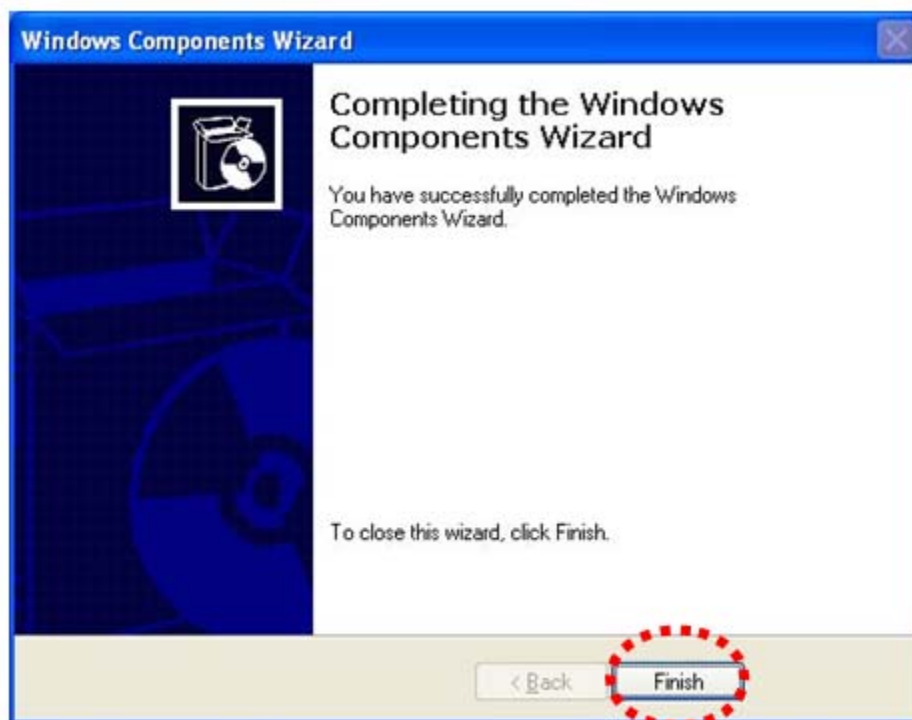 Windows Components Wizard
Completing the Windows
Components Wizard
You have successfully completed the Windows
Components Wizard.
To close this wizard, click Finish.
< Back
Finish